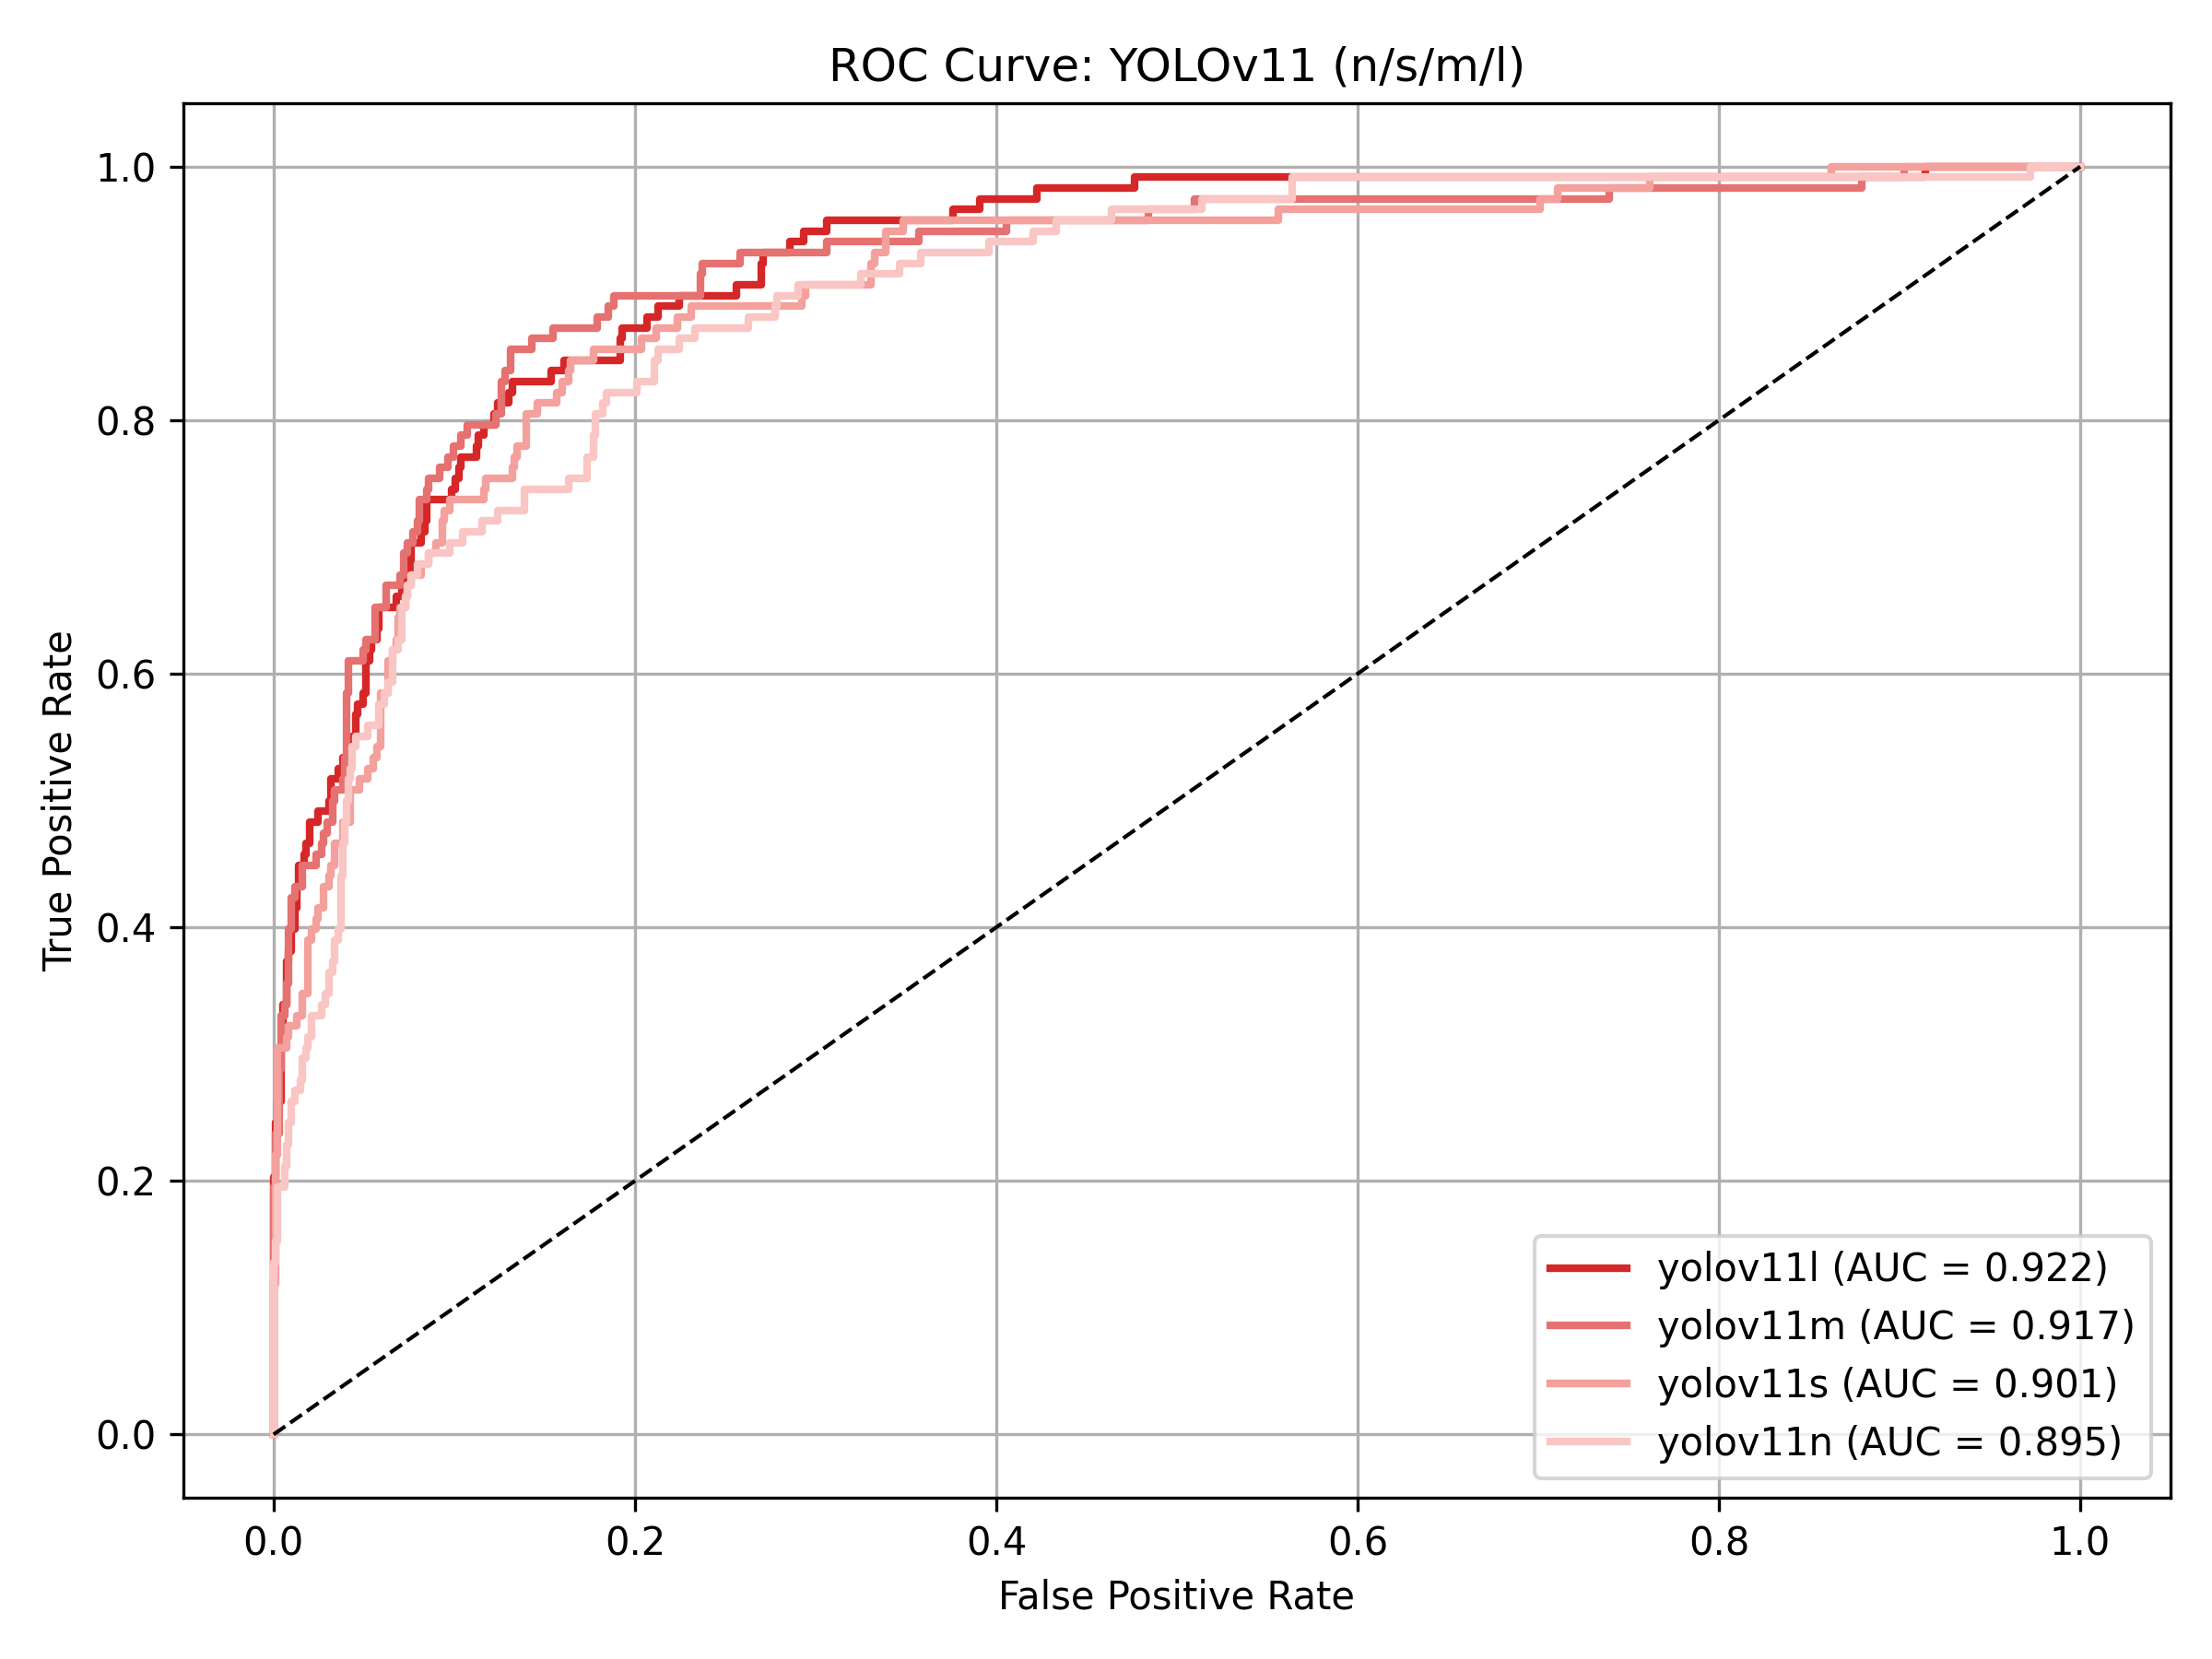 ROC Curve: YOLOv11 (n/s/m/l)
True Positive Rate
1.0
0.8
0.6
0.4
0.2
0.0
yolov11l (AUC = 0.922)
yolov11m (AUC = 0.917)
yolov11s (AUC = 0.901)
yolov11n (AUC = 0.895)
0.0 0.2 0.4 0.6 0.8 1.0
False Positive Rate